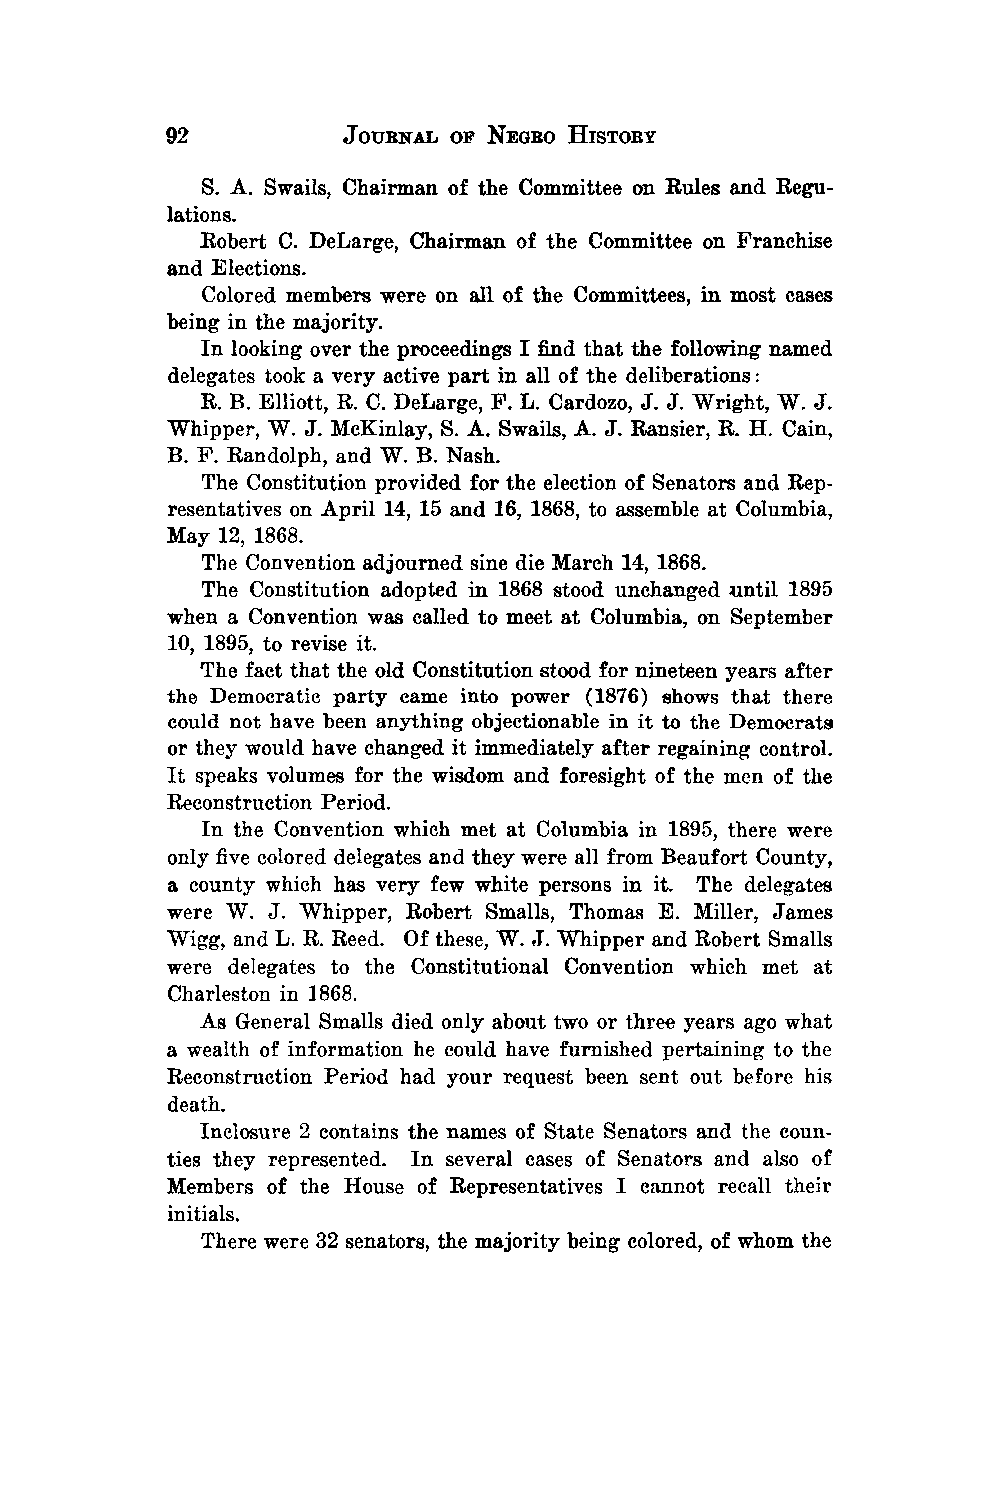 92 JOURNAL OF NEGRO HISTORY
S. A. Swails, Chairman of the Committee on Rules and Regu-
lations.
Robert C. DeLarge, Chairman of the Committee on Franchise
and Elections.
Colored members were on all of the Committees, in most cases
being in the majority.
In looking over the proceedings I find that the following named
delegates took a very active part in all of the deliberations:
R. B. Elliott, R. C. DeLarge, F. L. Cardozo, J. J. Wright, W. J.
Whipper, W. J. McKinlay, S. A. Swails, A. J. Ransier, R. H. Cain,
B. F. Randolph, and W. B. Nash.
The Constitution provided for the election of Senators and Rep-
resentatives on April 14, 15 and 16, 1868, to assemble at Columbia,
May 12, 1868.
The Convention adjourned sine die March 14, 1868.
The Constitution adopted in 1868 stood unchanged until 1895
when a Convention was called to meet at Columbia, on September
10, 1895, to revise it.
The fact that the old Constitution stood for nineteen years after
the Democratic party came into power (1876) shows that there
could not have been anything objectionable in it to the Democrats
or they would have changed it immediately after regaining control.
It speaks volumes for the wisdom and foresight of the men of the
Reconstruction Period.
In the Convention which met at Columbia in 1895, there were
only five colored delegates and they were all from Beaufort County,
a county which has very few white persons in it. The delegates
were W. J. Whipper, Robert Smalls, Thomas E. Miller, James
Wigg, and L. R. Reed. Of these, W. J. Whipper and Robert Smalls
were delegates to the Constitutional Convention which met at
Charleston in 1868.
As General Smalls died only about two or three years ago what
a wealth of information he could have furnished pertaining to the
Reconstruction Period had your request been sent out before his
death.
Inclosure 2 contains the names of State Senators and the coun-
ties they represented. In several cases of Senators and also of
Members of the House of Representatives I cannot recall their
initials.
There were 32 senators, the majority being colored, of whom the